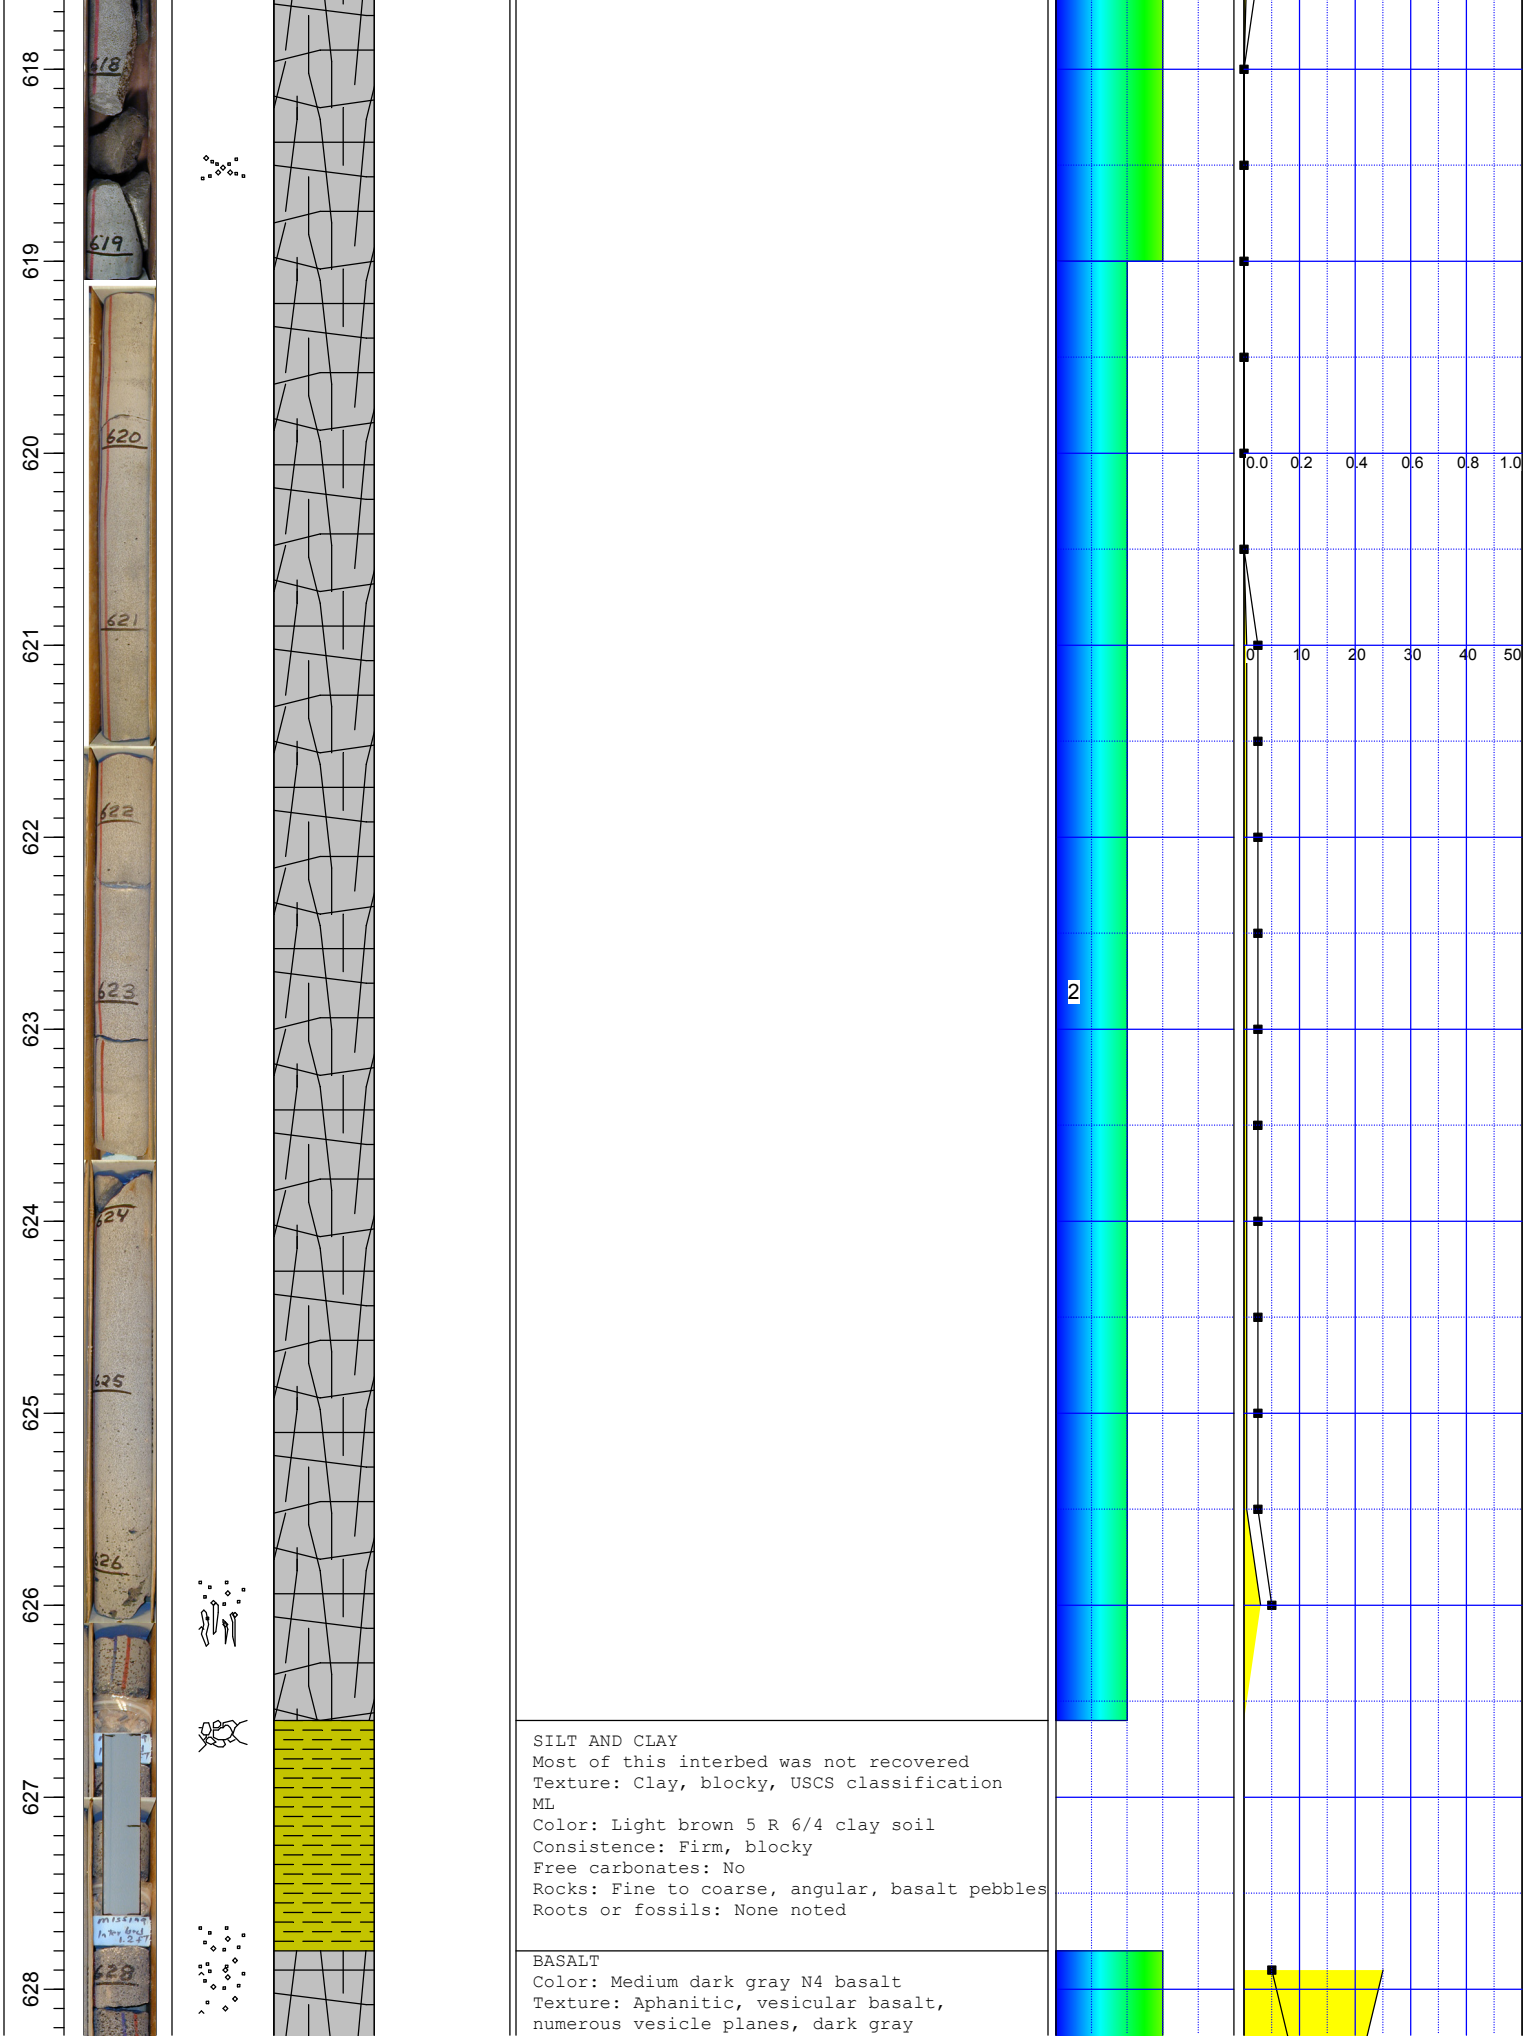 618
618
619
619
620
620
0.0 0.2 0.4 0.6 0.8 1.0
621
621
0 10 20 30 40 50
622
622
623
623
2
624
624
625
625
626
626
SILT AND CLAY
Most of this interbed was not recovered
Texture: Clay, blocky, USCS classification
ML
Color: Light brown 5 R 6/4 clay soil
Consistence: Firm, blocky
Free carbonates: No
Rocks: Fine to coarse, angular, basalt pebbles
Roots or fossils: None noted
627
missing
Interbed
1.2 FT
628
628
BASALT
Color: Medium dark gray N4 basalt
Texture: Aphanitic, vesicular basalt,
numerous vesicle planes, dark gray